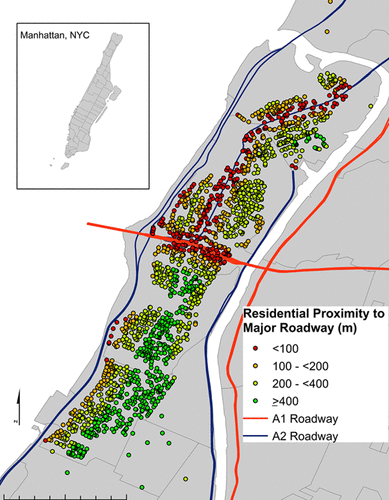 Manhattan, NYC
Residential Proximity to
Major Roadway (m)
<100
100 - <200
200 - <400
≥400
A1 Roadway
A2 Roadway